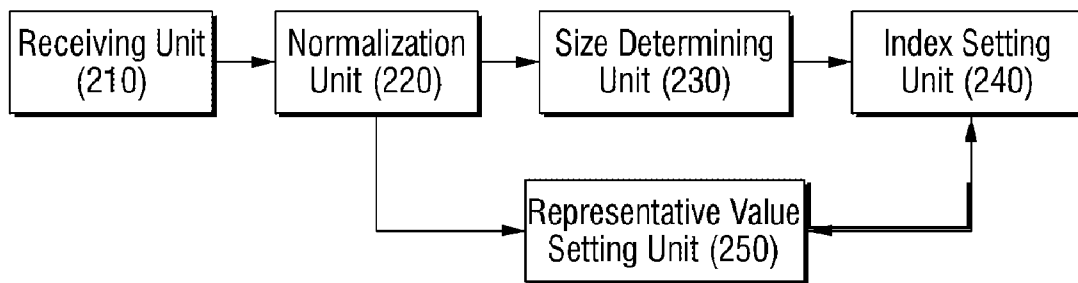 Receiving Unit
(210)
Normalization
Unit (220)
Size Determining
Unit (230)
Index Setting
Unit (240)
Representative Value
Setting Unit (250)